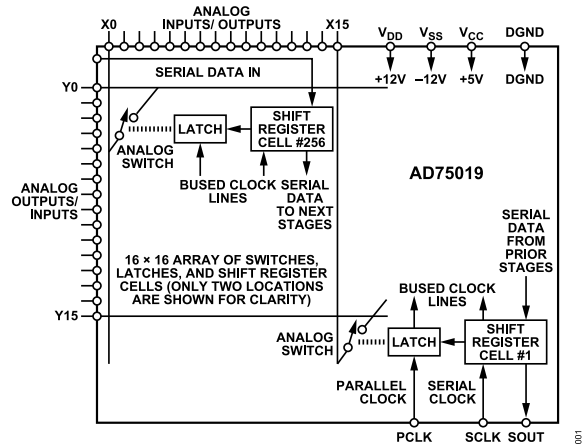 ANALOG
INPUTS/ OUTPUTS
X0
X15
VDD
VSS
VCC
DGND
SERIAL DATA IN
+12V
–12V
+5V
DGND
Y0
SHIFT
REGISTER
CELL #256
LATCH
ANALOG
SWITCH
AD75019
BUSED CLOCK
LINES
SERIAL
DATA
TO NEXT
STAGES
ANALOG
OUTPUTS/
INPUTS
SERIAL
DATA
FROM
PRIOR
STAGES
16 × 16 ARRAY OF SWITCHES,
LATCHES, AND SHIFT REGISTER
CELLS (ONLY TWO LOCATIONS
ARE SHOWN FOR CLARITY)
BUSED CLOCK
LINES
Y15
ANALOG
SWITCH
LATCH
SHIFT
REGISTER
CELL #1
PARALLEL
CLOCK
SERIAL
CLOCK
PCLK
SCLK
SOUT
001